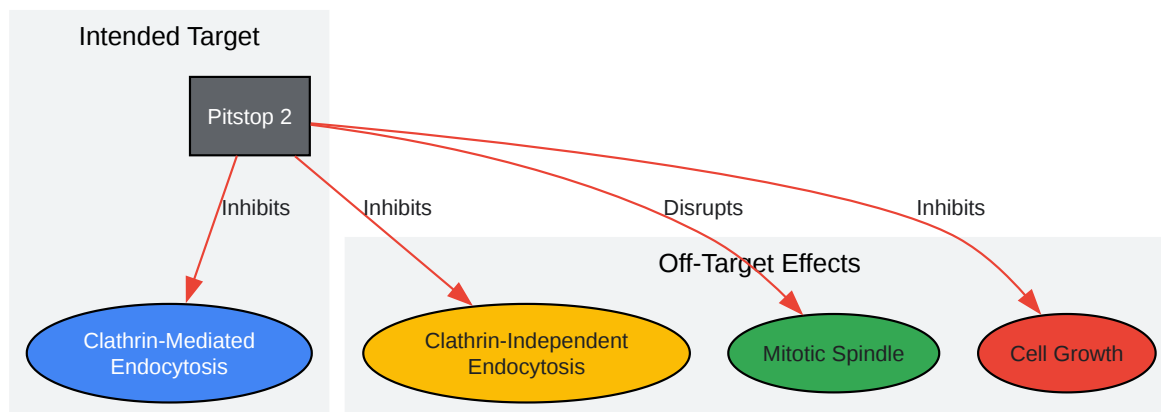 Intended Target
Pitstop 2
Inhibits
Inhibits
Disrupts
Inhibits
Off-Target Effects
Clathrin-Mediated
Endocytosis
Clathrin-Independent
Endocytosis
Mitotic Spindle
Cell Growth